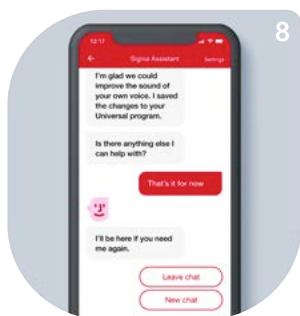 8
12:17
Sigma Assistant
Settings
I'm glad we could
improve the sound of
your own voice. I saved
the changes to your
Universal program.
Is there anything else I
can help with?
That's it for now
I'll be here if you need
me again.
Leave chat
New chat